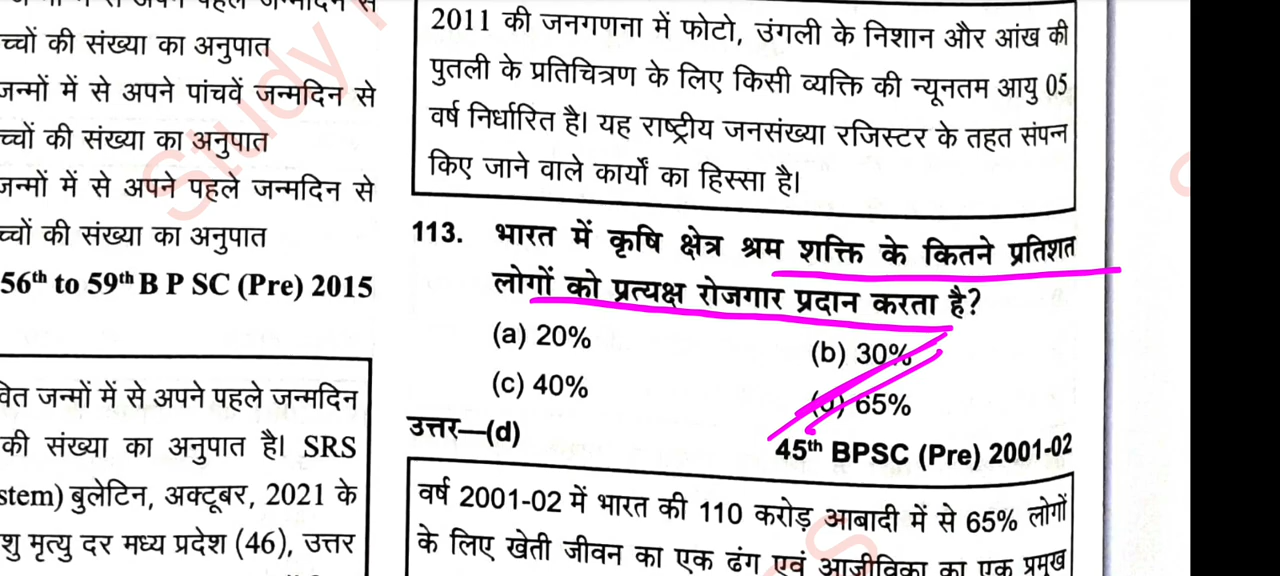 च्चों की संख्या का अनुपात
जन्मों में से अपने पांचवें जन्मदिन से
च्चों की संख्या का अनुपात
जन्मों में से अपने पहले जन्मदिन से
च्चों की संख्या का अनुपात
56th to 59th B P SC (Pre) 2015
वित जन्मों में से अपने पहले जन्मदिन
की संख्या का अनुपात है। SRS
stem) बुलेटिन, अक्टूबर, 2021 के
शु मृत्यु दर मध्य प्रदेश (46), उत्तर
2011 की जनगणना में फोटो, उंगली के निशान और आंख की
पुतली के प्रतिचित्रण के लिए किसी व्यक्ति की न्यूनतम आयु 05
वर्ष निर्धारित है। यह राष्ट्रीय जनसंख्या रजिस्टर के तहत संपन्न
किए जाने वाले कार्यों का हिस्सा है।
113. भारत में कृषि क्षेत्र श्रम शक्ति के कितने प्रतिशत
लोगों को प्रत्यक्ष रोजगार प्रदान करता है?
(a) 20% (b) 30%
(c) 40% (d) 65%
उत्तर—(d)
45th BPSC (Pre) 2001-02
वर्ष 2001-02 में भारत की 110 करोड़ आबादी में से 65% लोगों
के लिए खेती जीवन का एक ढंग एवं आजीविका का एक प्रमुख
Study